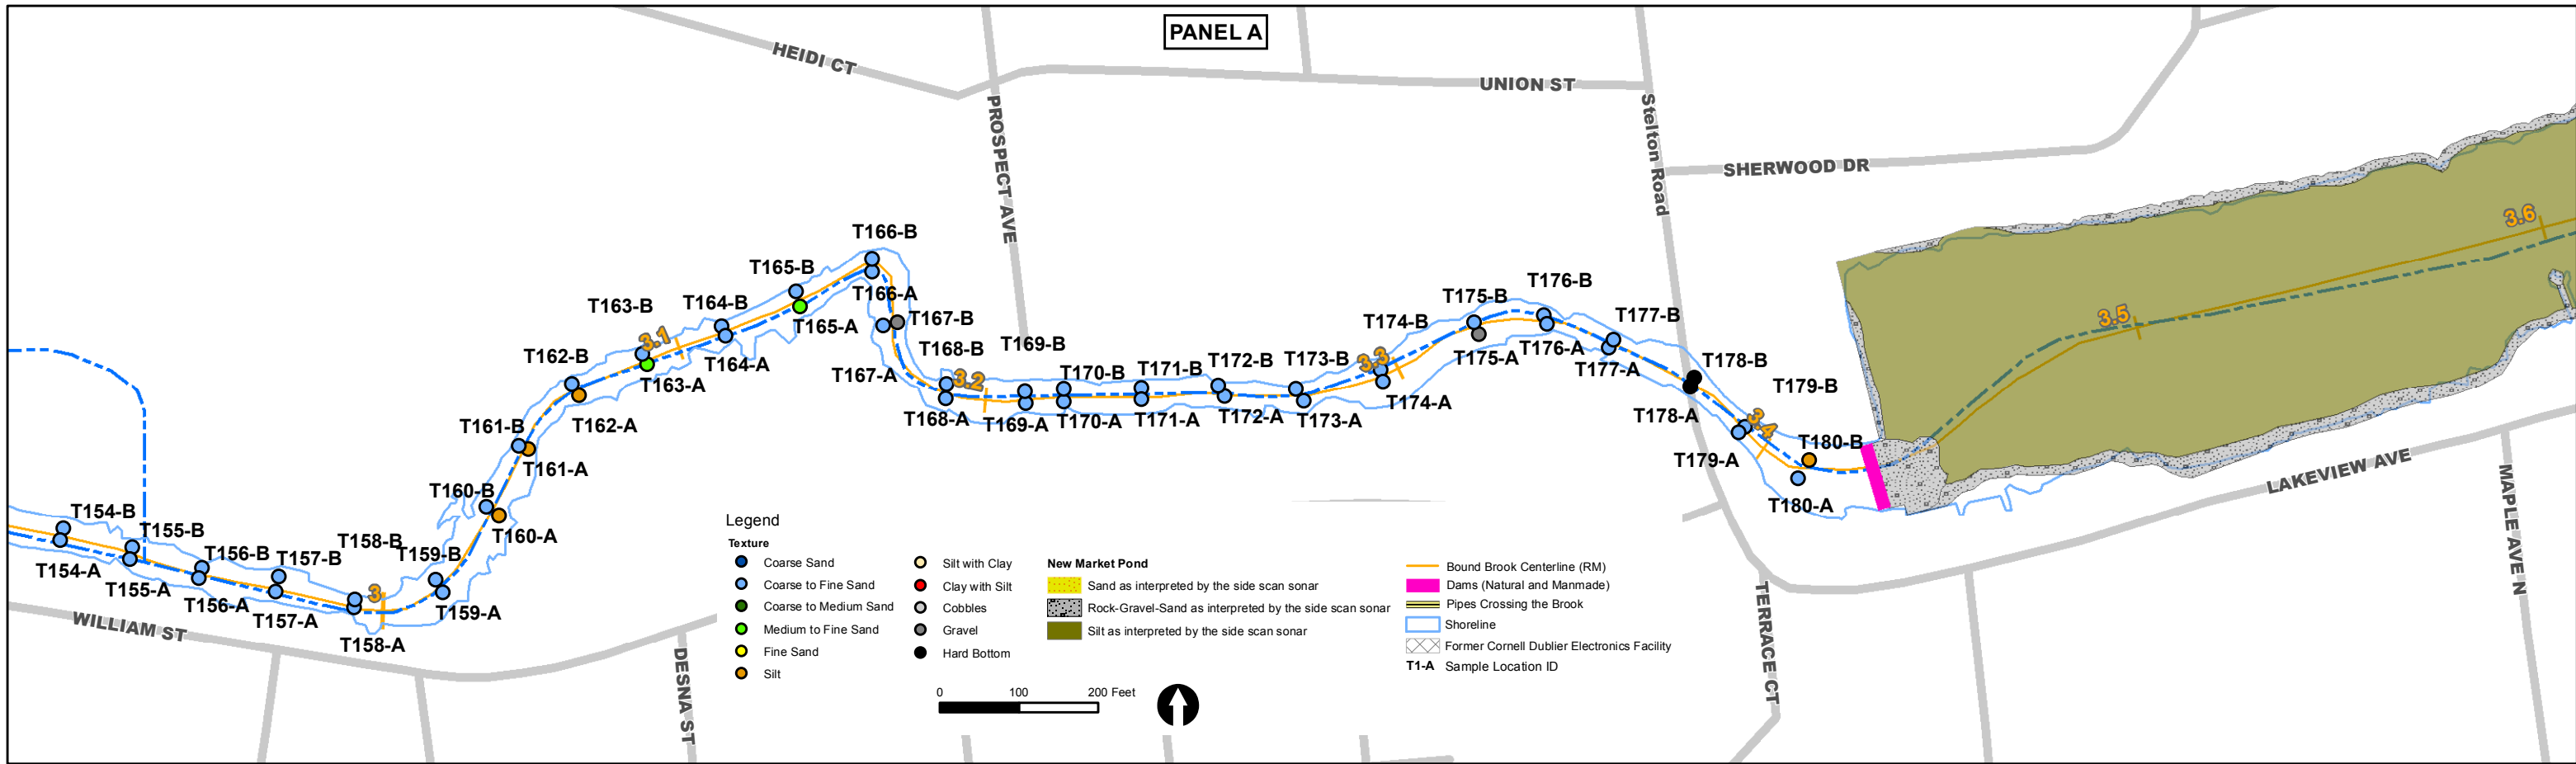 PANEL A
HEIDI CT
UNION ST
PROSPECT AVE
Stelton Road
SHERWOOD DR
3.6
3.5
T166-B
T165-B
T166-A
T163-B
T164-B
3.1
T165-A
T167-B
T164-A
T162-B
T163-A
T167-A
T168-B
3.2
T169-B
T168-A
T169-A
T170-B
T170-A
T171-B
T171-A
T172-B
T172-A
T173-B
T173-A
T174-B
3.3
T174-A
T175-B
T175-A
T176-B
T176-A
T177-B
T177-A
T178-B
T178-A
T179-B
3.4
T179-A
T180-B
T180-A
T162-A
T161-B
T161-A
T160-B
T160-A
T154-B
T154-A
T155-B
T155-A
T156-B
T156-A
T157-B
T157-A
T158-B
3
T158-A
T159-B
T159-A
WILLIAM ST
DESNA ST
TERRACE CT
LAKEVIEW AVE
MAPLE AVE N
Legend
Texture
Coarse Sand
Coarse to Fine Sand
Coarse to Medium Sand
Medium to Fine Sand
Fine Sand
Silt
Silt with Clay
Clay with Silt
Cobbles
Gravel
Hard Bottom
New Market Pond
Sand as interpreted by the side scan sonar
Rock-Gravel-Sand as interpreted by the side scan sonar
Silt as interpreted by the side scan sonar
Bound Brook Centerline (RM)
Dams (Natural and Manmade)
Pipes Crossing the Brook
Shoreline
Former Cornell Dublier Electronics Facility
T1-A Sample Location ID
0 100 200 Feet